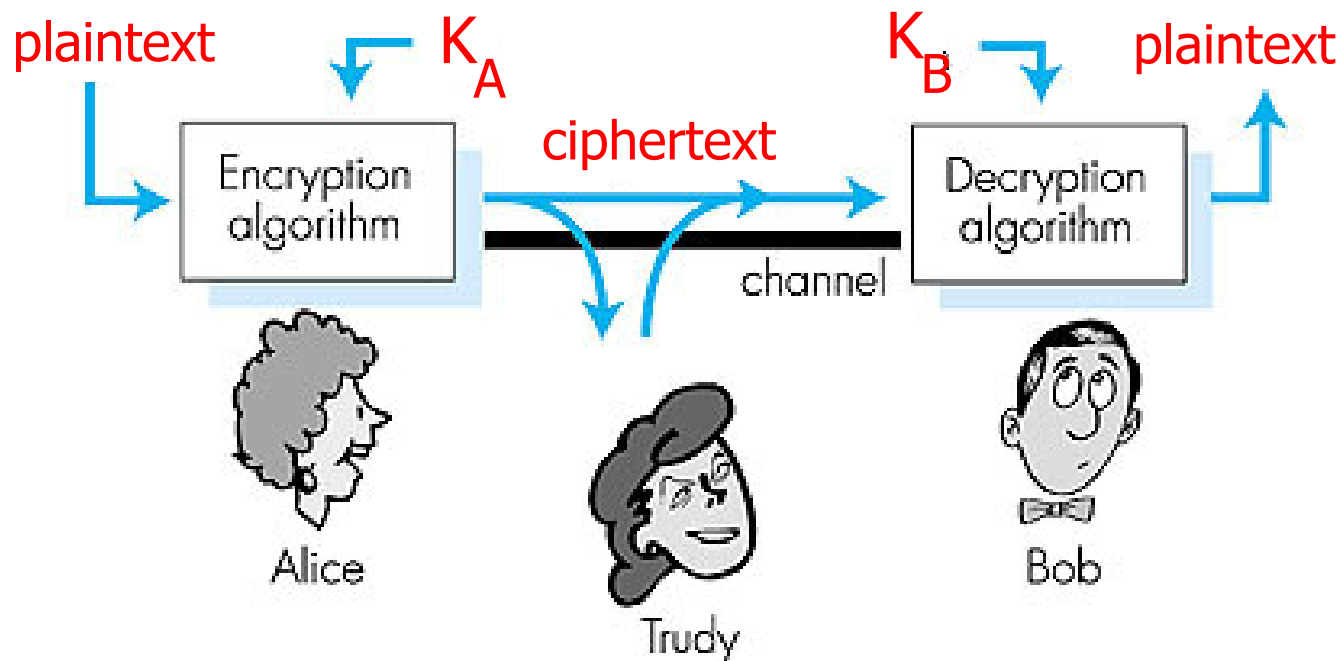 plaintext
K
A
K
B
plaintext
ciphertext
Encryption
algorithm
Decryption
algorithm
channel
Alice
Bob
Trudy